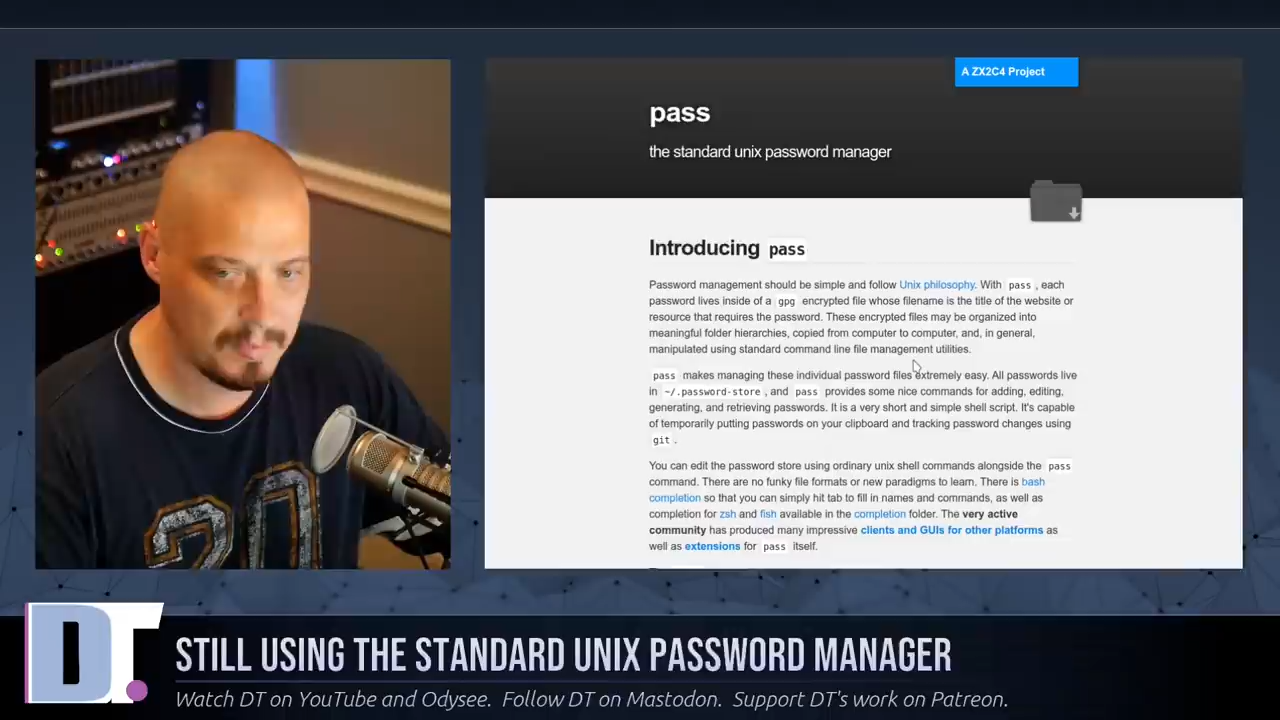 A ZX2C4 Project
pass
the standard unix password manager
Introducing pass
Password management should be simple and follow Unix philosophy. With pass , each
password lives inside of a gpg encrypted file whose filename is the title of the website or
resource that requires the password. These encrypted files may be organized into
meaningful folder hierarchies, copied from computer to computer, and, in general,
manipulated using standard command line file management utilities.
pass makes managing these individual password files extremely easy. All passwords live
in ~/.password-store , and pass provides some nice commands for adding, editing,
generating, and retrieving passwords. It is a very short and simple shell script. It's capable
of temporarily putting passwords on your clipboard and tracking password changes using
git .
You can edit the password store using ordinary unix shell commands alongside the pass
command. There are no funky file formats or new paradigms to learn. There is bash
completion so that you can simply hit tab to fill in names and commands, as well as
completion for zsh and fish available in the completion folder. The very active
community has produced many impressive clients and GUIs for other platforms as
well as extensions for pass itself.
20
DT.
STILL USING THE STANDARD UNIX PASSWORD MANAGER
Watch DT on YouTube and Odysee. Follow DT on Mastodon. Support DT's work on Patreon.